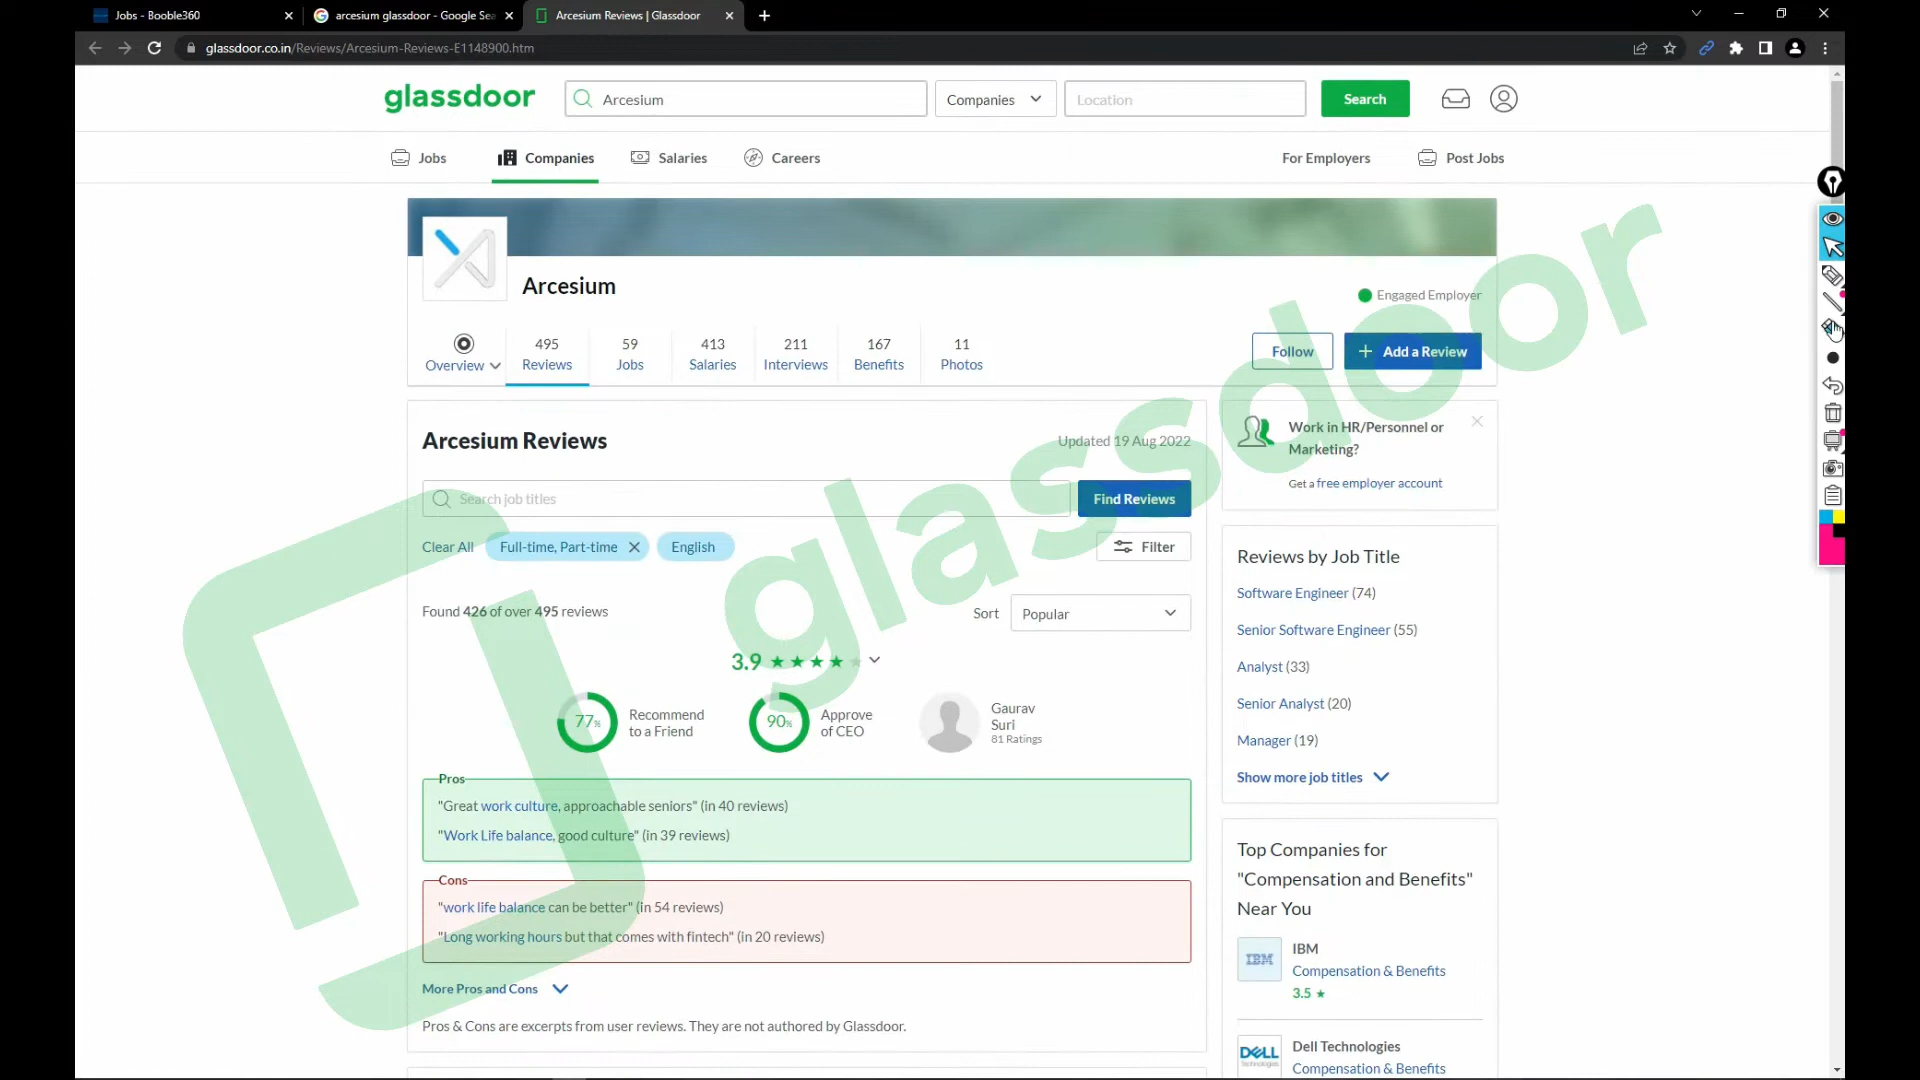 Jobs - Booble360
arcesium glassdoor - Google Sea
Arcesium Reviews | Glassdoor
glassdoor.co.in/Reviews/Arcesium-Reviews-E1148900.htm
glassdoor
Arcesium
Companies
Location
Search
Jobs
Companies
Salaries
Careers
For Employers
Post Jobs
Arcesium
Engaged Employer
Overview
495
Reviews
59
Jobs
413
Salaries
211
Interviews
167
Benefits
11
Photos
Follow
+ Add a Review
Arcesium Reviews
Updated 19 Aug 2022
Search job titles
Find Reviews
Clear All
Full-time, Part-time
English
Filter
Found 426 of over 495 reviews
Sort
Popular
3.9 ★★★★★
77%
Recommend
to a Friend
90%
Approve
of CEO
Gaurav
Suri
81 Ratings
Pros
"Great work culture, approachable seniors" (in 40 reviews)
"Work Life balance, good culture" (in 39 reviews)
Cons
"work life balance can be better" (in 54 reviews)
"Long working hours but that comes with fintech" (in 20 reviews)
More Pros and Cons
Pros & Cons are excerpts from user reviews. They are not authored by Glassdoor.
Work in HR/Personnel or
Marketing?
Get a free employer account
Reviews by Job Title
Software Engineer (74)
Senior Software Engineer (55)
Analyst (33)
Senior Analyst (20)
Manager (19)
Show more job titles
Top Companies for
"Compensation and Benefits"
Near You
IBM
IBM
Compensation & Benefits
3.5 ★
DELL
Technologies
Dell Technologies
Compensation & Benefits
glassdoor